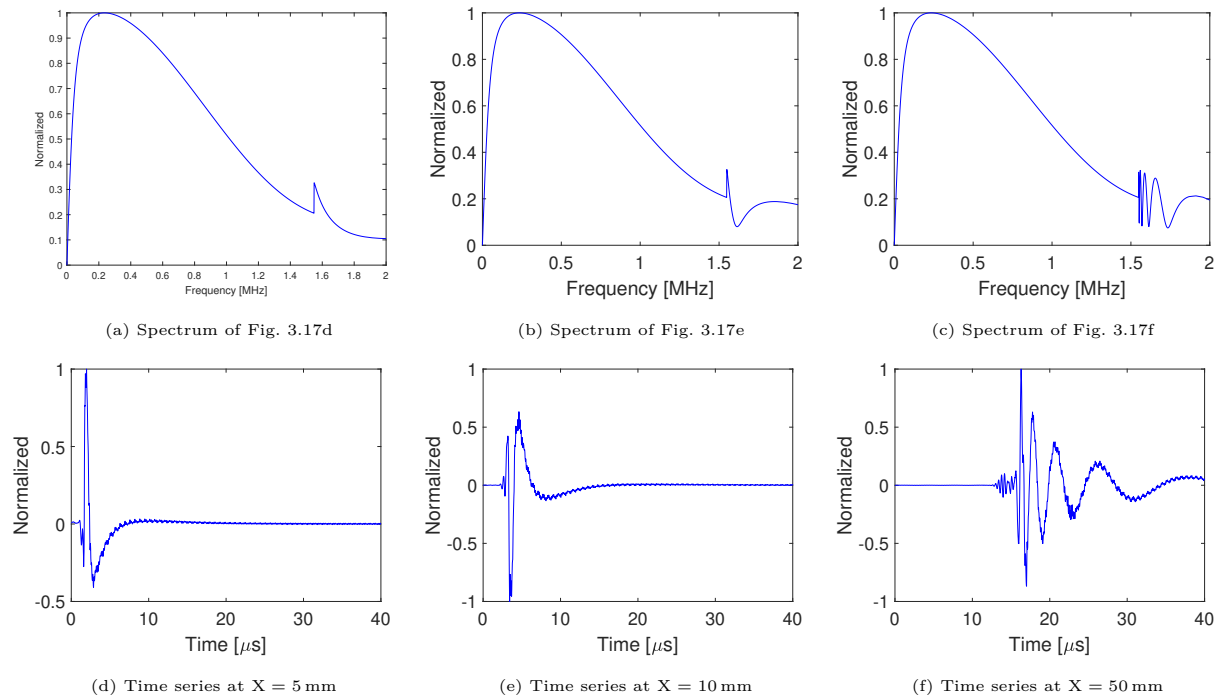 1
0.9
0.8
0.7
0.6
0.5
0.4
0.3
0.2
0.1
0
Normalized
0 0.2 0.4 0.6 0.8 1 1.2 1.4 1.6 1.8 2
Frequency [MHz]
(a) Spectrum of Fig. 3.17d
1
0.8
0.6
0.4
0.2
0
Normalized
0 0.5 1 1.5 2
Frequency [MHz]
(b) Spectrum of Fig. 3.17e
1
0.8
0.6
0.4
0.2
0
Normalized
0 0.5 1 1.5 2
Frequency [MHz]
(c) Spectrum of Fig. 3.17f
1
0.5
0
-0.5
Normalized
0 10 20 30 40
Time [μs]
(d) Time series at X = 5 mm
1
0.5
0
-0.5
-1
Normalized
0 10 20 30 40
Time [μs]
(e) Time series at X = 10 mm
1
0.5
0
-0.5
-1
Normalized
0 10 20 30 40
Time [μs]
(f) Time series at X = 50 mm